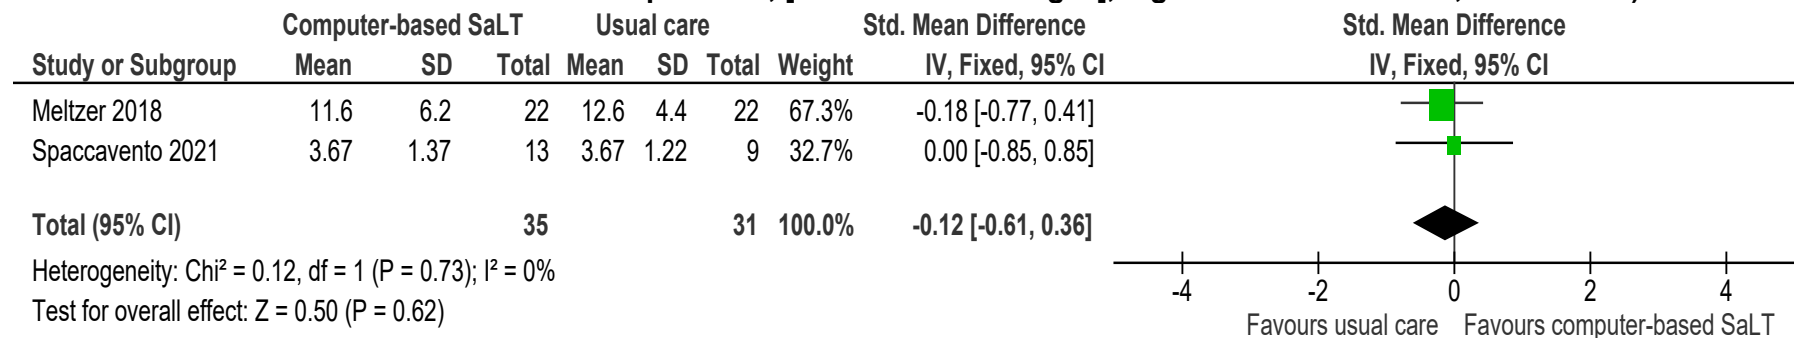 Computer-based SaLT Usual care Std. Mean Difference Std. Mean Difference
Study or Subgroup Mean SD Total Mean SD Total Weight IV, Fixed, 95% CI IV, Fixed, 95% CI
Meltzer 2018 11.6 6.2 22 12.6 4.4 22 67.3% -0.18 [-0.77, 0.41]
Spaccavento 2021 3.67 1.37 13 3.67 1.22 9 32.7% 0.00 [-0.85, 0.85]
Total (95% CI) 35 31 100.0% -0.12 [-0.61, 0.36]
Heterogeneity: Chi² = 0.12, df = 1 (P = 0.73); I² = 0%
Test for overall effect: Z = 0.50 (P = 0.62)
-4 -2 0 2 4
Favours usual care Favours computer-based SaLT